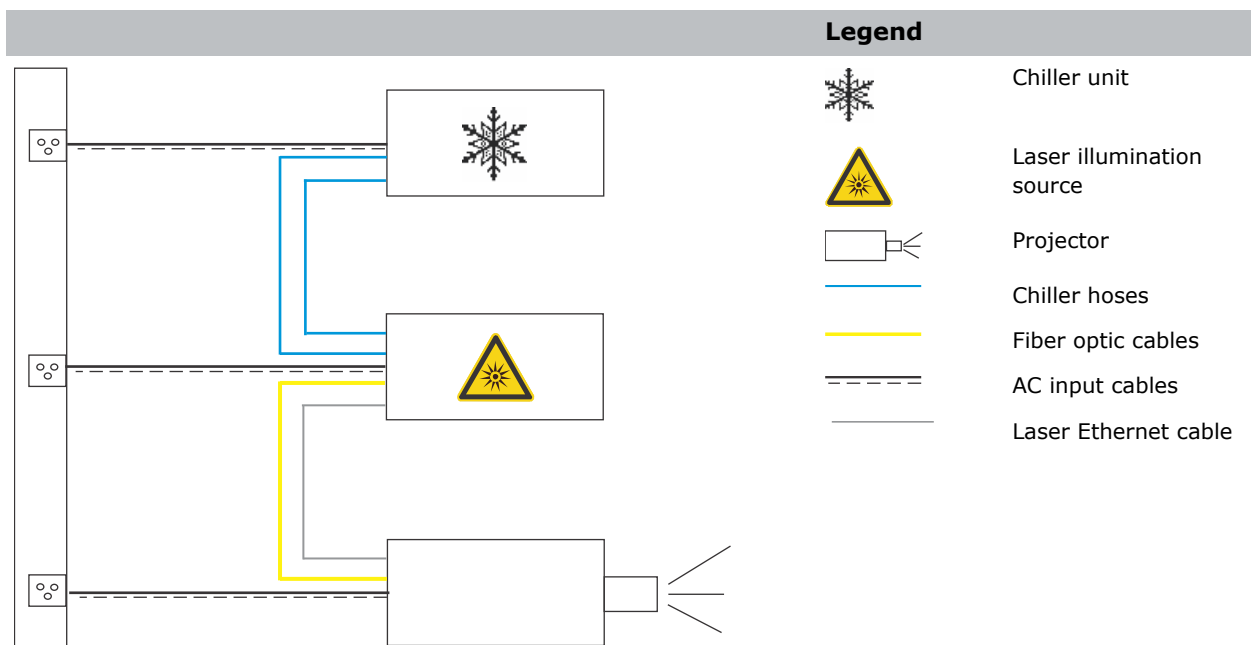 Legend
Chiller unit
Laser illumination
source
Projector
Chiller hoses
Fiber optic cables
AC input cables
Laser Ethernet cable